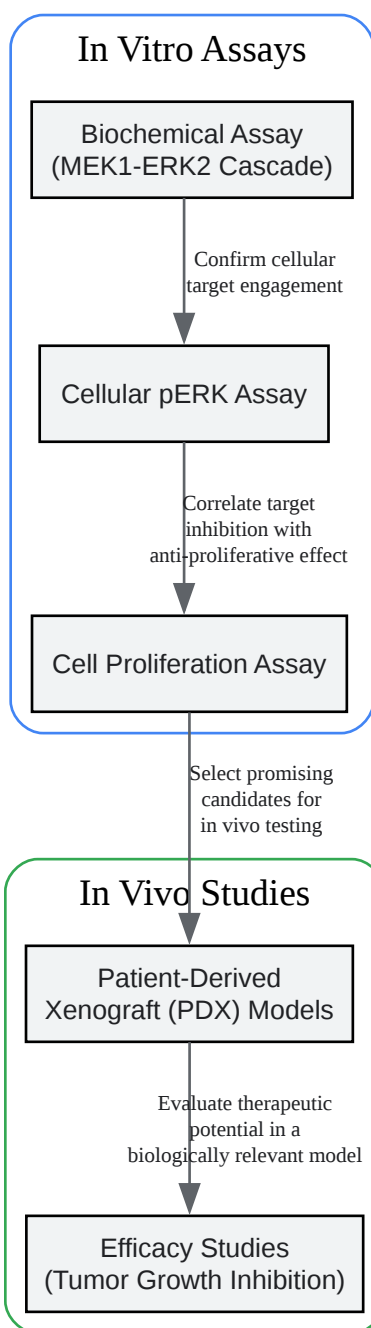 In Vitro Assays
Biochemical Assay
(MEK1-ERK2 Cascade)
Confirm cellular
target engagement
Cellular pERK Assay
Correlate target
inhibition with
anti-proliferative effect
Cell Proliferation Assay
Select promising
candidates for
in vivo testing
In Vivo Studies
Patient-Derived
Xenograft (PDX) Models
Evaluate therapeutic
potential in a
biologically relevant model
Efficacy Studies
(Tumor Growth Inhibition)